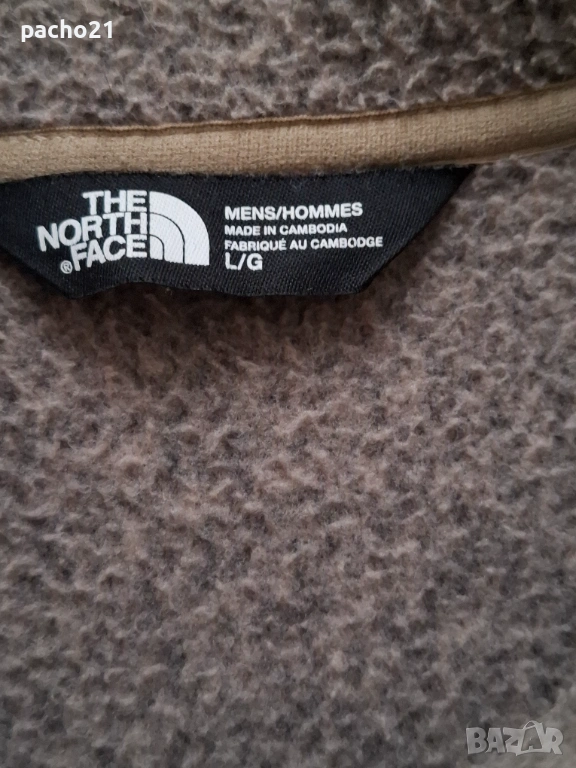 pacho21
THE
NORTH
FACE®
MENS/HOMMES
MADE IN CAMBODIA
FABRIQUÉ AU CAMBODGE
L/G
BAZAR